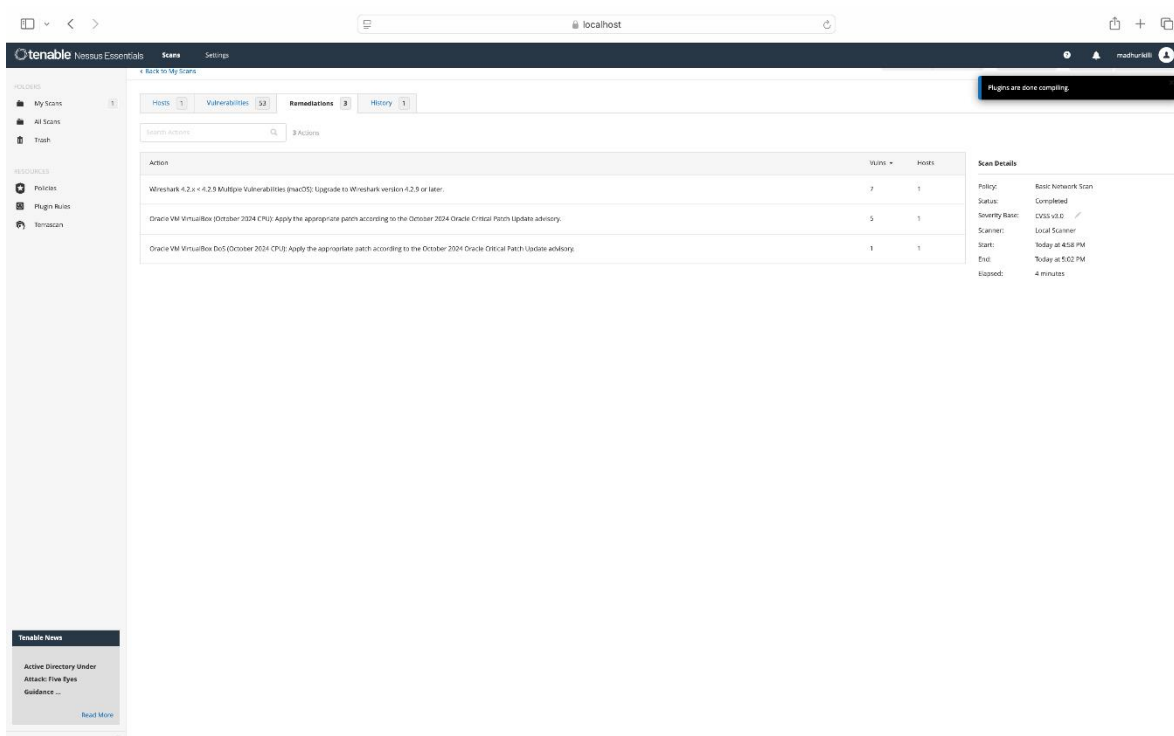 localhost
tenable Nessus Essentials Scans Settings madhurikilli
Plugins are done compiling.
< Back to My Scans
FOLDERS
My Scans 1
All Scans
Trash
RESOURCES
Policies
Plugin Rules
Terrascan
Hosts 1 Vulnerabilities 53 Remediations 3 History 1
Search Actions 3 Actions
Action Vulns Hosts
Wireshark 4.2.x < 4.2.9 Multiple Vulnerabilities (macOS): Upgrade to Wireshark version 4.2.9 or later. 7 1
Oracle VM VirtualBox (October 2024 CPU): Apply the appropriate patch according to the October 2024 Oracle Critical Patch Update advisory. 5 1
Oracle VM VirtualBox DoS (October 2024 CPU): Apply the appropriate patch according to the October 2024 Oracle Critical Patch Update advisory. 1 1
Scan Details
Policy: Basic Network Scan
Status: Completed
Severity Base: CVSS v3.0
Scanner: Local Scanner
Start: Today at 4:58 PM
End: Today at 5:02 PM
Elapsed: 4 minutes
Tenable News
Active Directory Under
Attack: Five Eyes
Guidance ...
Read More